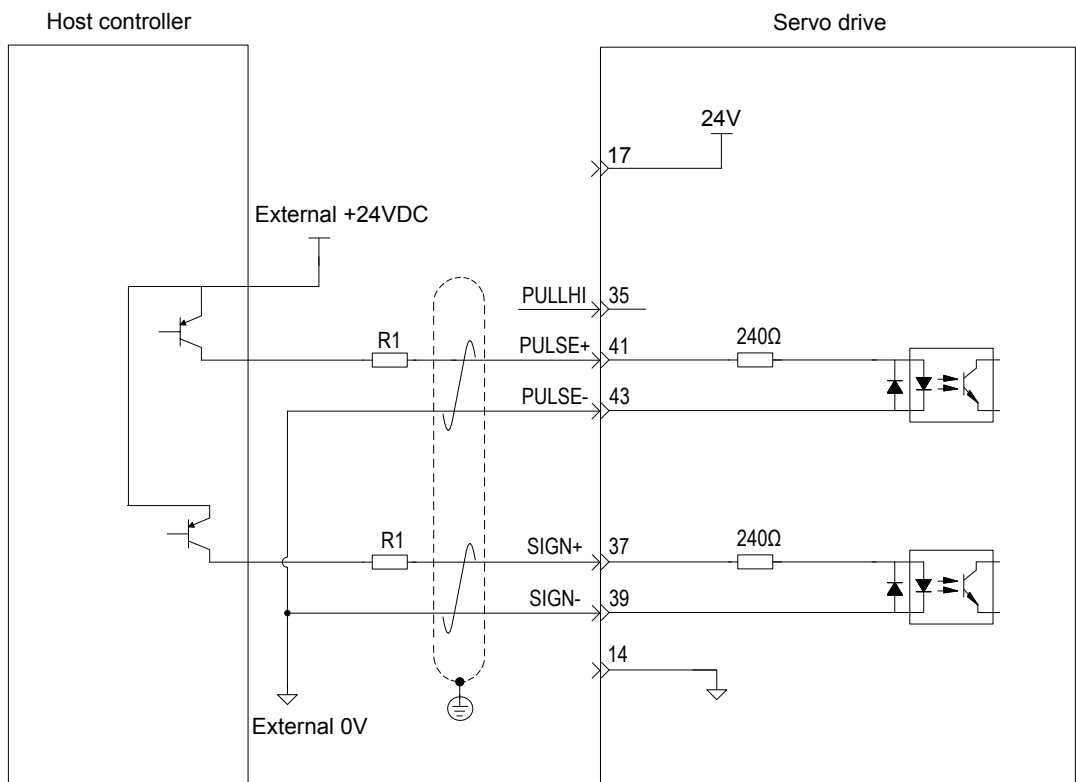 Host controller
Servo drive
24V
17
External +24VDC
PULLHI 35
R1 PULSE+ 41 240Ω
PULSE- 43
R1 SIGN+ 37 240Ω
SIGN- 39
14
External 0V